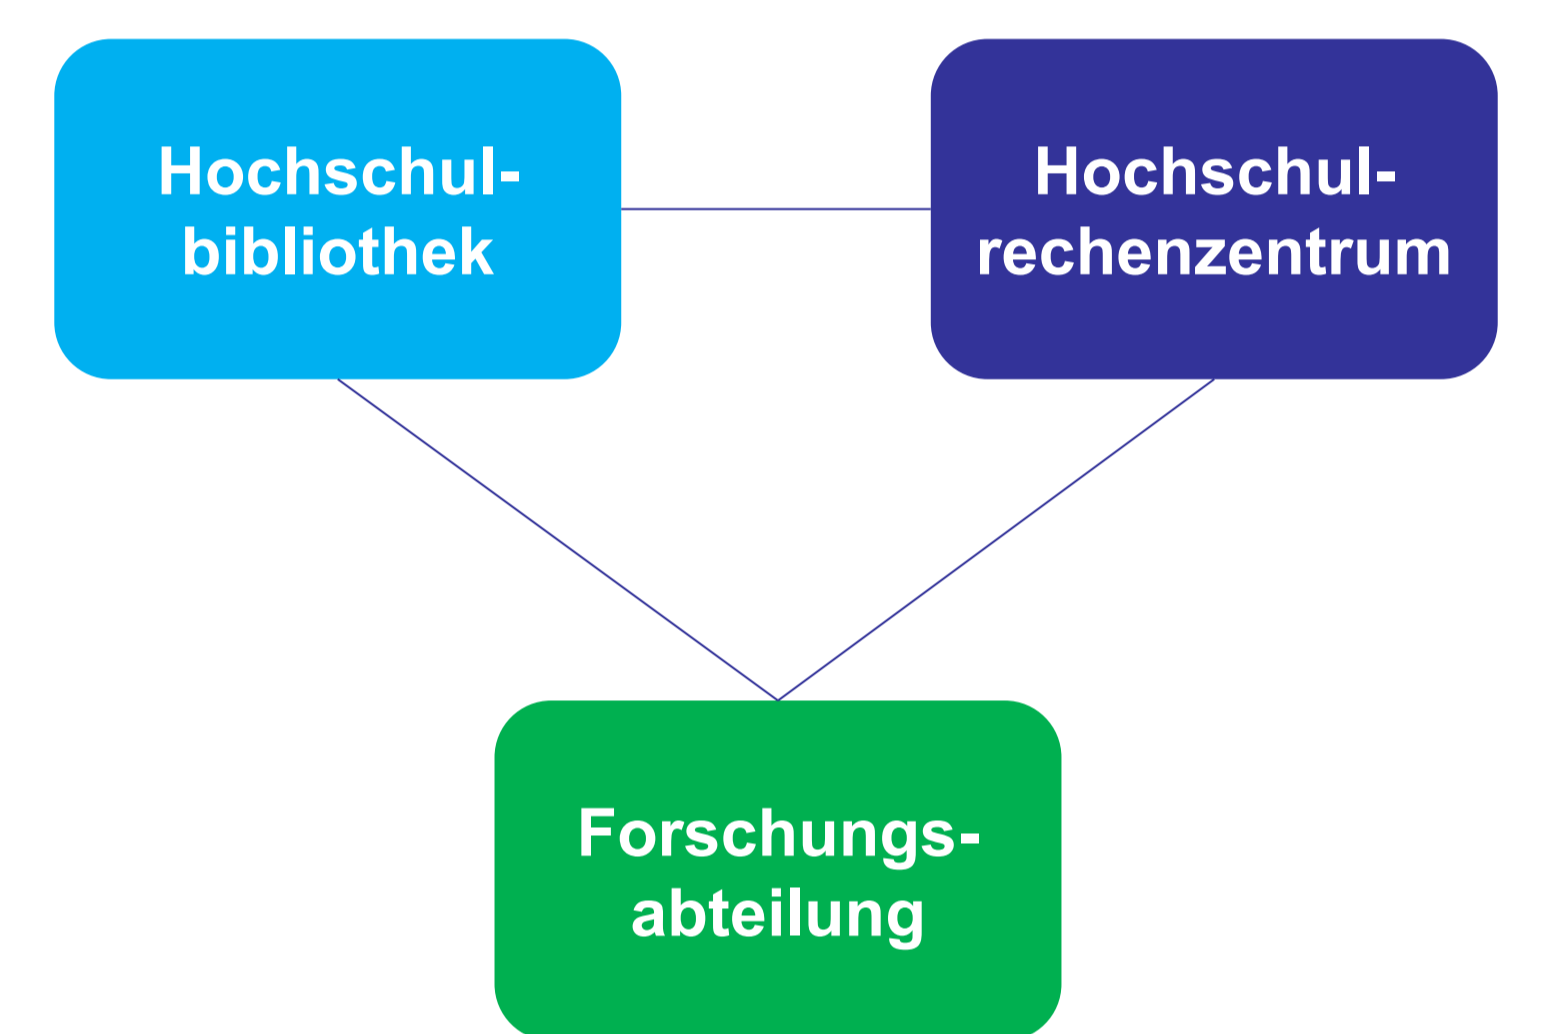 Hochschul-
bibliothek
Hochschul-
rechenzentrum
Forschungs-
abteilung